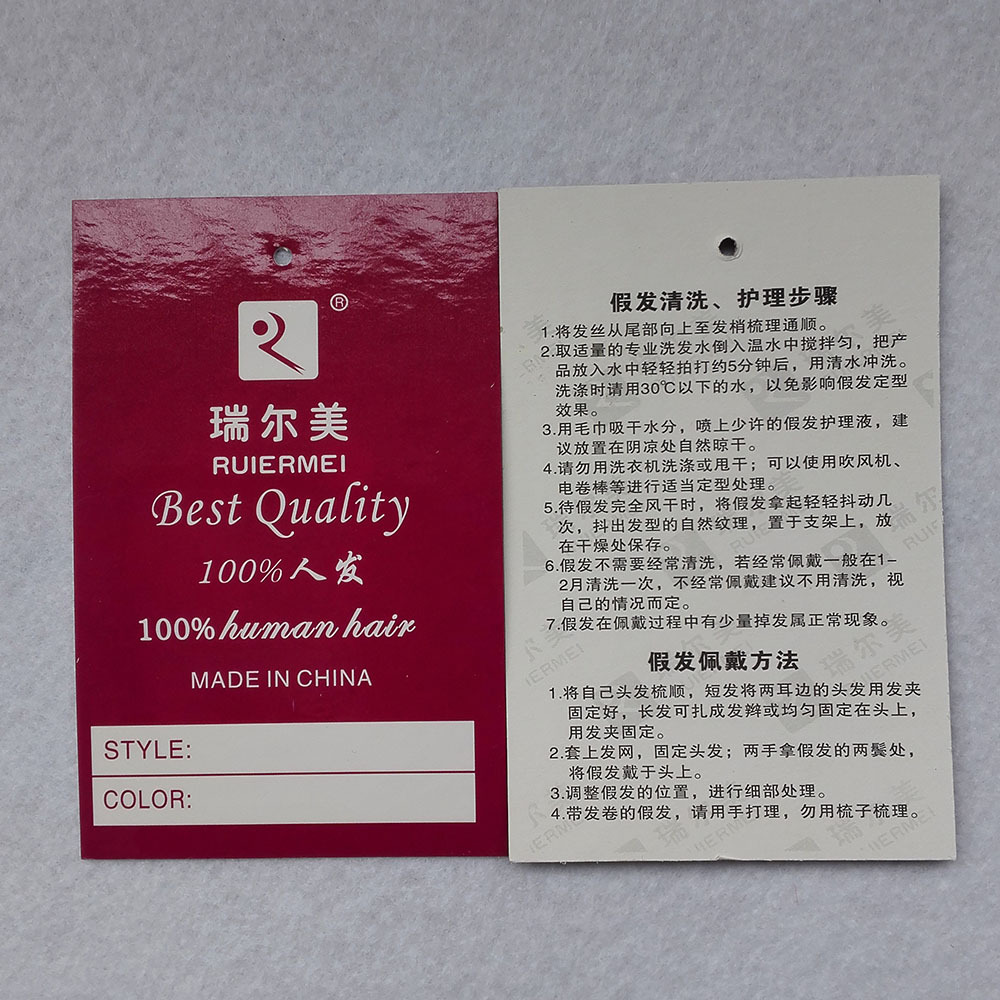 ®
瑞尔美
RUIERMEI
Best Quality
100%人发
100% human hair
MADE IN CHINA
STYLE:
COLOR:
假发清洗、护理步骤
1.将发丝从尾部向上至发梢梳理通顺。
2.取适量的专业洗发水倒入温水中搅拌匀，把产
品放入水中轻轻拍打约5分钟后，用清水冲洗。
洗涤时请用30℃以下的水，以免影响假发定型
效果。
3.用毛巾吸干水分，喷上少许的假发护理液，建
议放置在阴凉处自然晾干。
4.请勿用洗衣机洗涤或甩干；可以使用吹风机、
电卷棒等进行适当定型处理。
5.待假发完全风干时，将假发拿起轻轻抖动几
次，抖出发型的自然纹理，置于支架上，放
在干燥处保存。
6.假发不需要经常清洗，若经常佩戴一般在1-
2月清洗一次，不经常佩戴建议不用清洗，视
自己的情况而定。
7.假发在佩戴过程中有少量掉发属正常现象。
假发佩戴方法
1.将自己头发梳顺，短发将两耳边的头发用发夹
固定好，长发可扎成发辫或均匀固定在头上，
用发夹固定。
2.套上发网，固定头发；两手拿假发的两鬓处，
将假发戴于头上。
3.调整假发的位置，进行细部处理。
4.带发卷的假发，请用手打理，勿用梳子梳理。